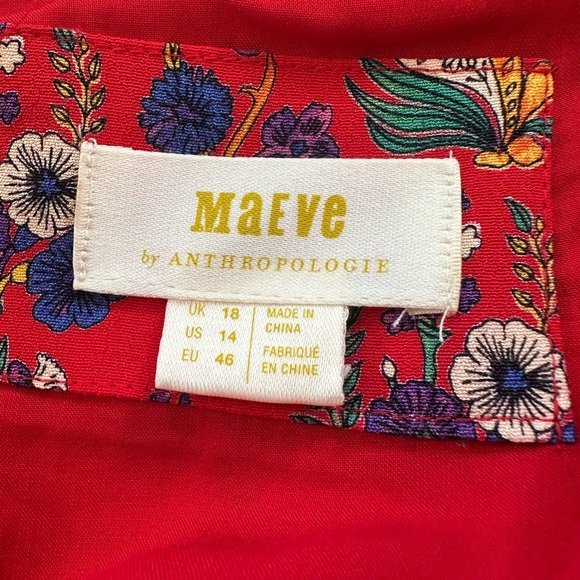 Maeve
by ANTHROPOLOGIE
UK 18
US 14
EU 46
MADE IN
CHINA
FABRIQUÉ
EN CHINE